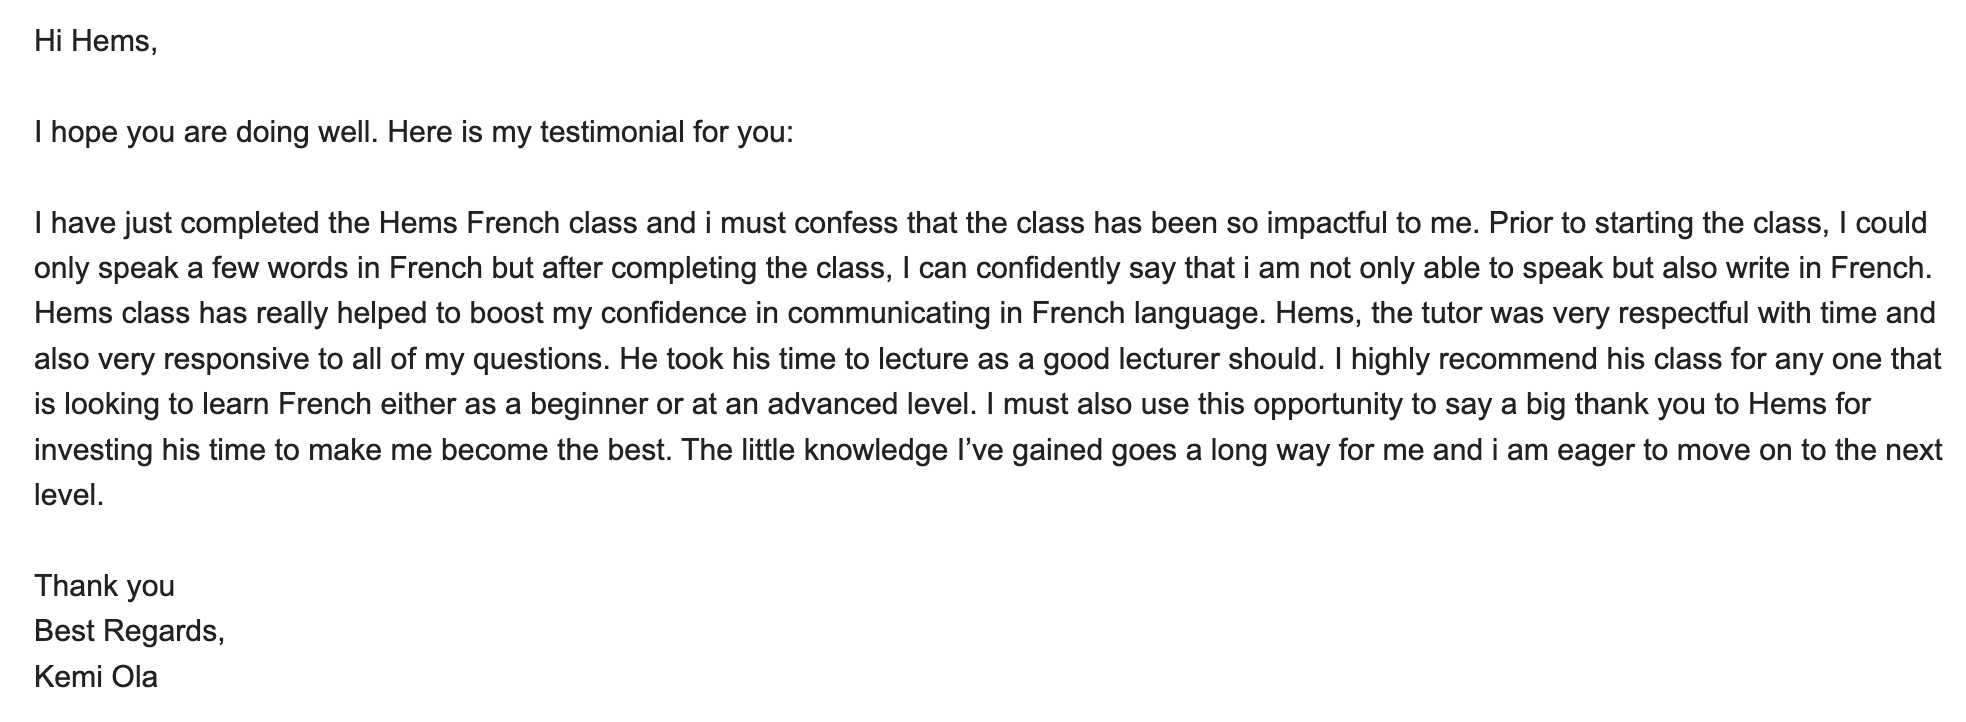 Hi Hems,
I hope you are doing well. Here is my testimonial for you:
I have just completed the Hems French class and i must confess that the class has been so impactful to me. Prior to starting the class, I could
only speak a few words in French but after completing the class, I can confidently say that i am not only able to speak but also write in French.
Hems class has really helped to boost my confidence in communicating in French language. Hems, the tutor was very respectful with time and
also very responsive to all of my questions. He took his time to lecture as a good lecturer should. I highly recommend his class for any one that
is looking to learn French either as a beginner or at an advanced level. I must also use this opportunity to say a big thank you to Hems for
investing his time to make me become the best. The little knowledge I’ve gained goes a long way for me and i am eager to move on to the next
level.
Thank you
Best Regards,
Kemi Ola